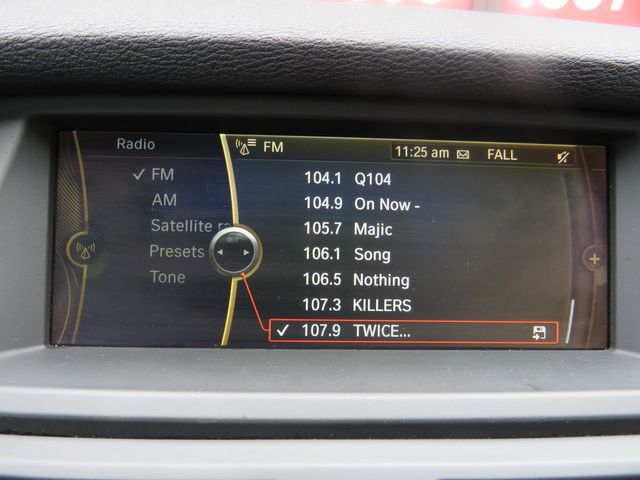 Radio
FM 11:25 am FALL
FM
AM
Satellite r
Presets
Tone
104.1 Q104
104.9 On Now -
105.7 Majic
106.1 Song
106.5 Nothing
107.3 KILLERS
107.9 TWICE...